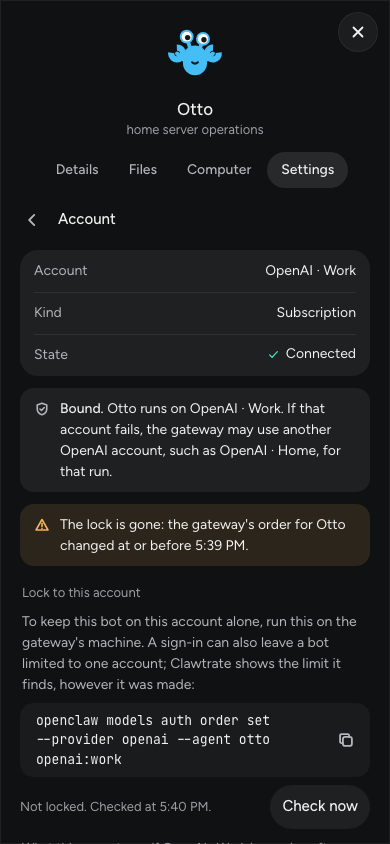 Otto
home server operations
Details Files Computer Settings
Account
Account OpenAI · Work
Kind Subscription
State Connected
Bound. Otto runs on OpenAI · Work. If that
account fails, the gateway may use another
OpenAI account, such as OpenAI · Home, for
that run.
The lock is gone: the gateway's order for Otto
changed at or before 5:39 PM.
Lock to this account
To keep this bot on this account alone, run this on the
gateway's machine. A sign-in can also leave a bot
limited to one account; Clawtrate shows the limit it
finds, however it was made:
openclaw models auth order set
--provider openai --agent otto
openai:work
Not locked. Checked at 5:40 PM. Check now